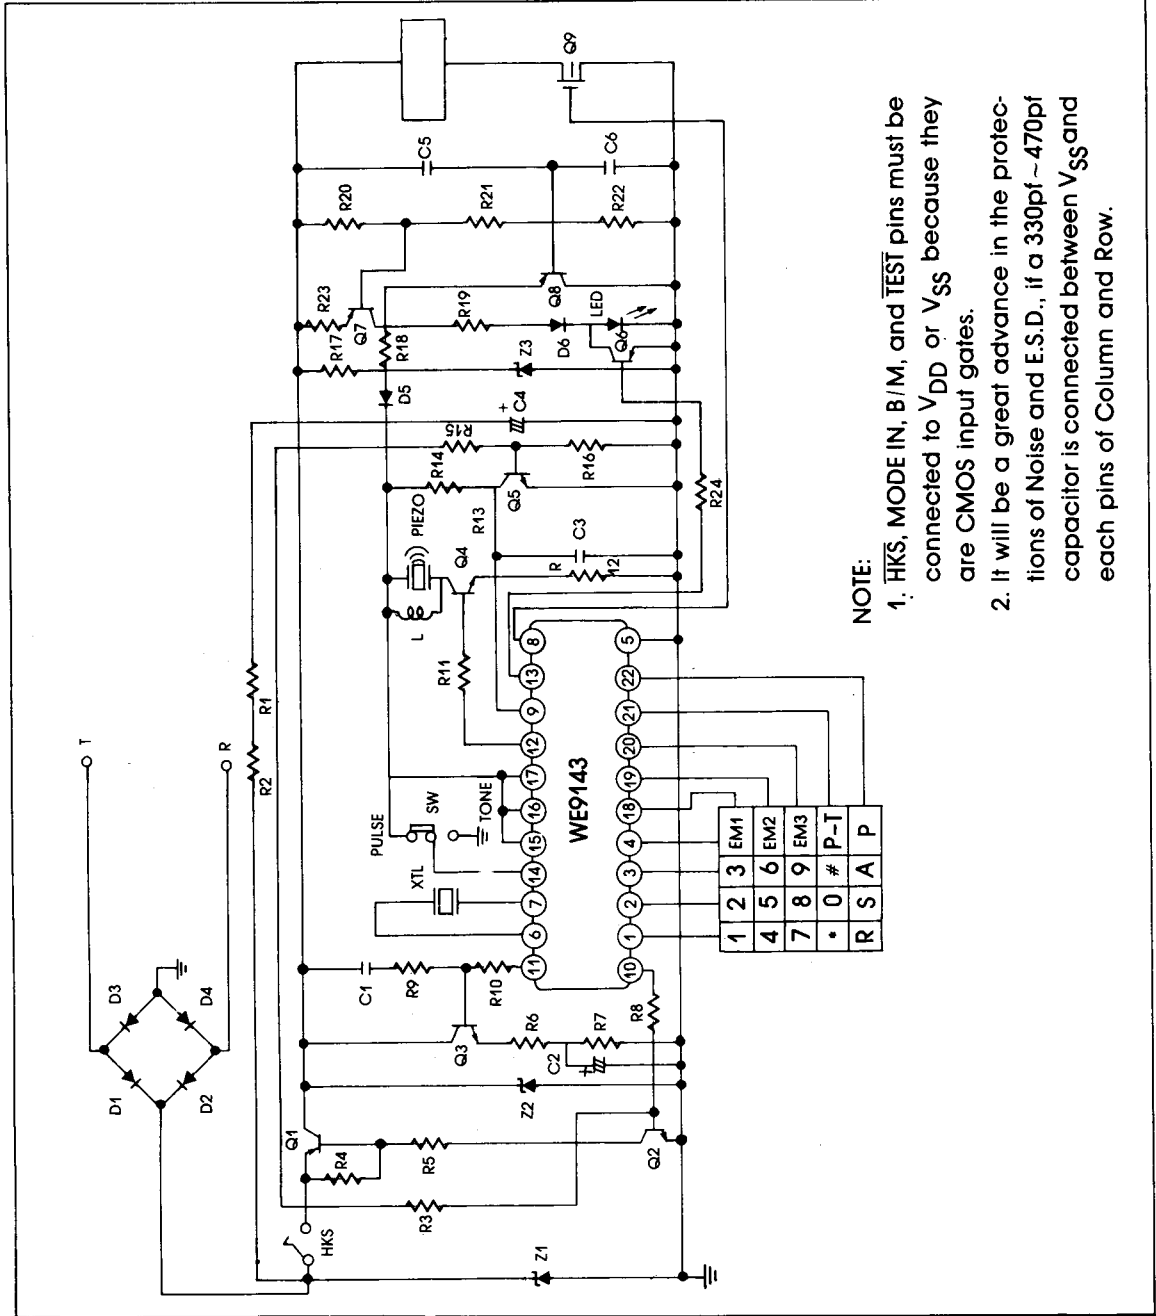 T
R
D1
D3
D2
D4
R2
R1
HKS
Z1
R3
R4
Q1
R5
Q2
Z2
Q3
C1
R9
R10
R6
C2
+
R7
R8
XTL
PULSE
SW
TONE
R11
L
PIEZO
Q4
R13
R
12
C3
R14
R15
Q5
R16
+
C4
D5
R17
R18
Z3
R23
Q7
R19
D6
LED
Q6
R24
Q8
R20
R21
R22
C5
C6
Q9
11 6 7 14 15 16 17 12 9 13 8
WE9143
10 1 2 3 4 18 19 20 21 22 5
1 2 3 EM1
4 5 6 EM2
7 8 9 EM3
* 0 # P-T
R S A P
NOTE:
1. H̅K̅S̅, MODE IN, B/M, and T̅E̅S̅T̅ pins must be
connected to VDD or VSS because they
are CMOS input gates.
2. It will be a great advance in the protec-
tions of Noise and E.S.D., if a 330pf~470pf
capacitor is connected between VSS and
each pins of Column and Row.